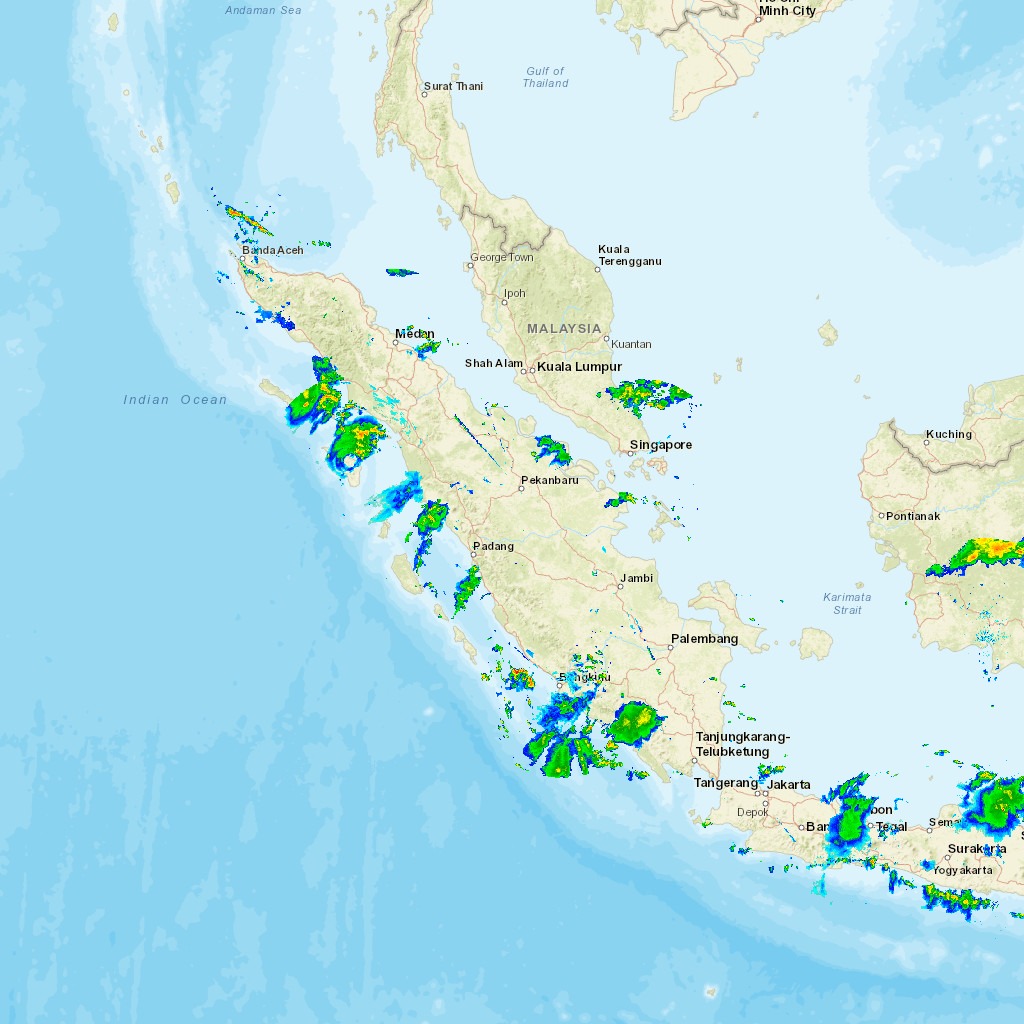 Andaman Sea
Minh City
Gulf of
Thailand
Surat Thani
Banda Aceh
George Town
Kuala
Terengganu
Ipoh
MALAYSIA
Medan
Kuantan
Shah Alam
Kuala Lumpur
Indian Ocean
Kuching
Singapore
Pekanbaru
Pontianak
Padang
Jambi
Karimata
Strait
Palembang
Tanjungkarang-
Telubketung
Tangerang
Jakarta
Depok
Tegal
Surakarta
Yogyakarta